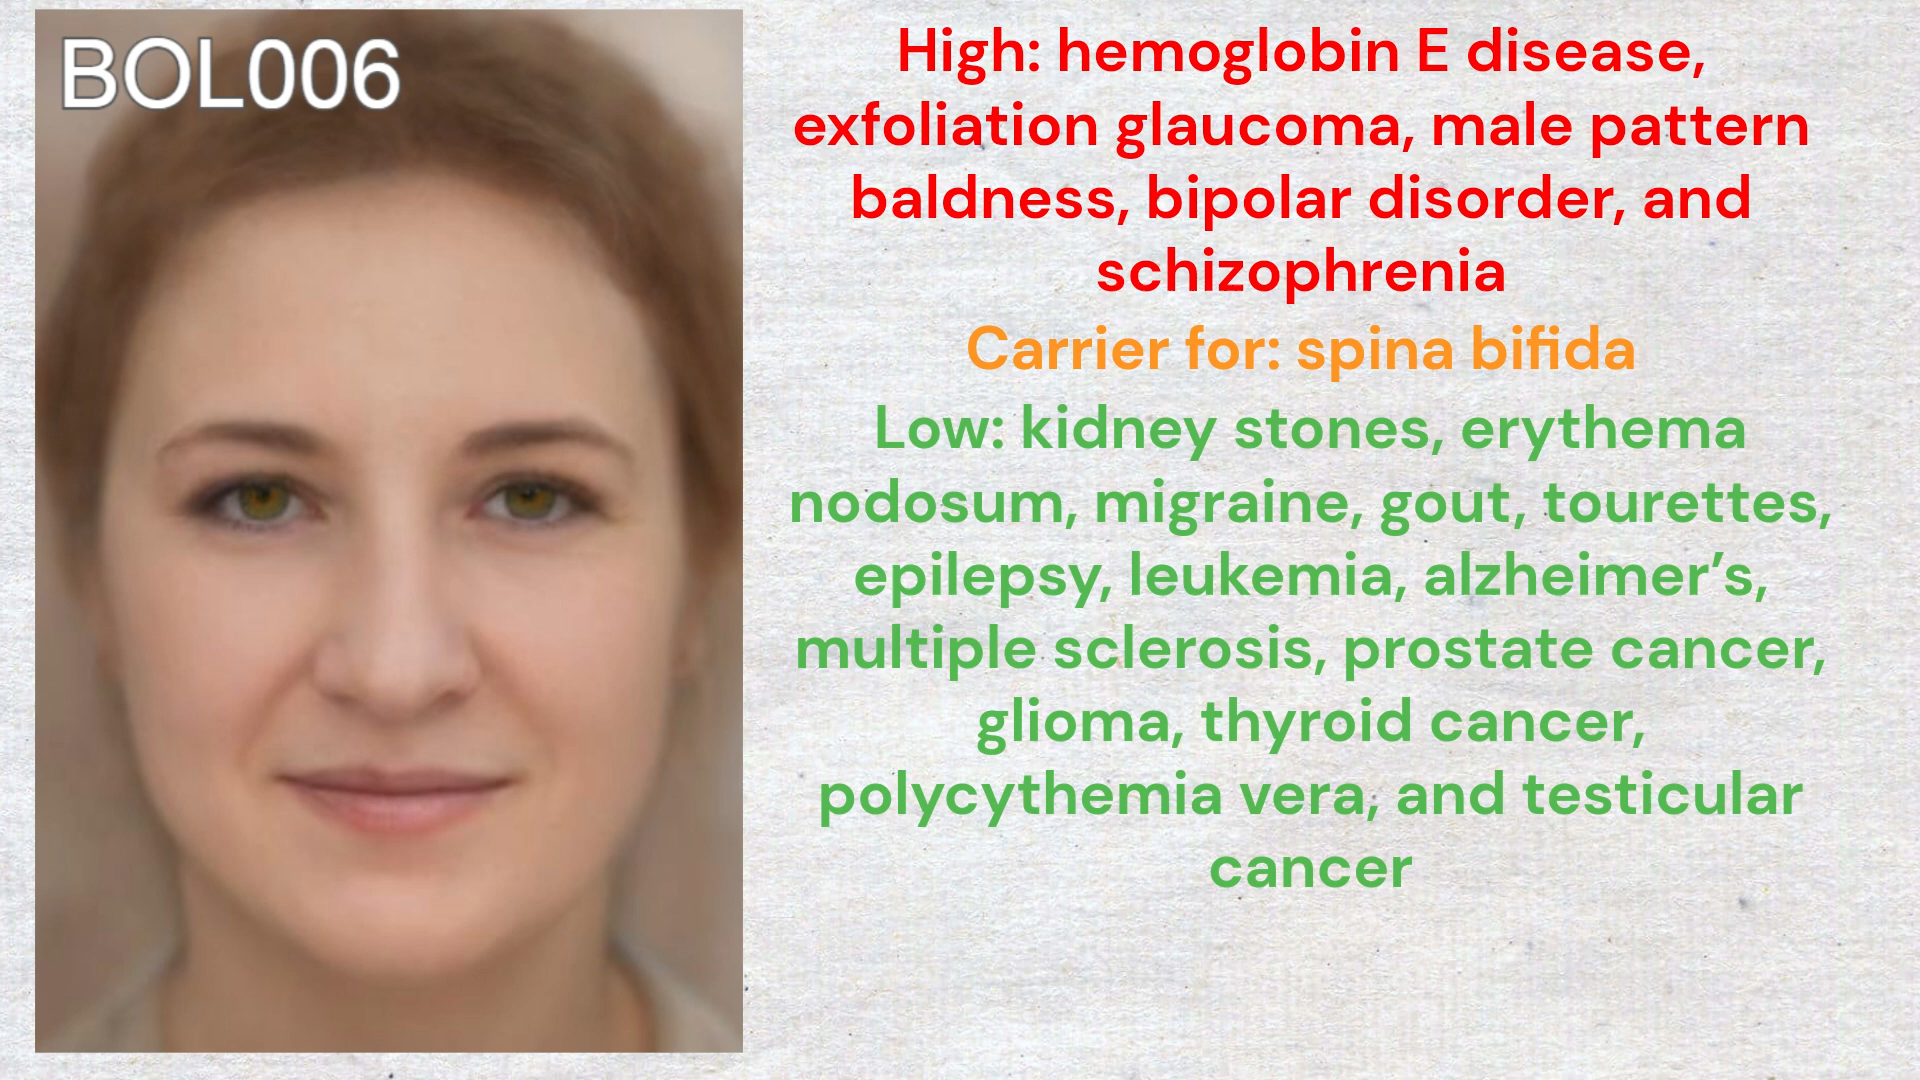 BOL006
High: hemoglobin E disease,
exfoliation glaucoma, male pattern
baldness, bipolar disorder, and
schizophrenia
Carrier for: spina bifida
Low: kidney stones, erythema
nodosum, migraine, gout, tourettes,
epilepsy, leukemia, alzheimer’s,
multiple sclerosis, prostate cancer,
glioma, thyroid cancer,
polycythemia vera, and testicular
cancer